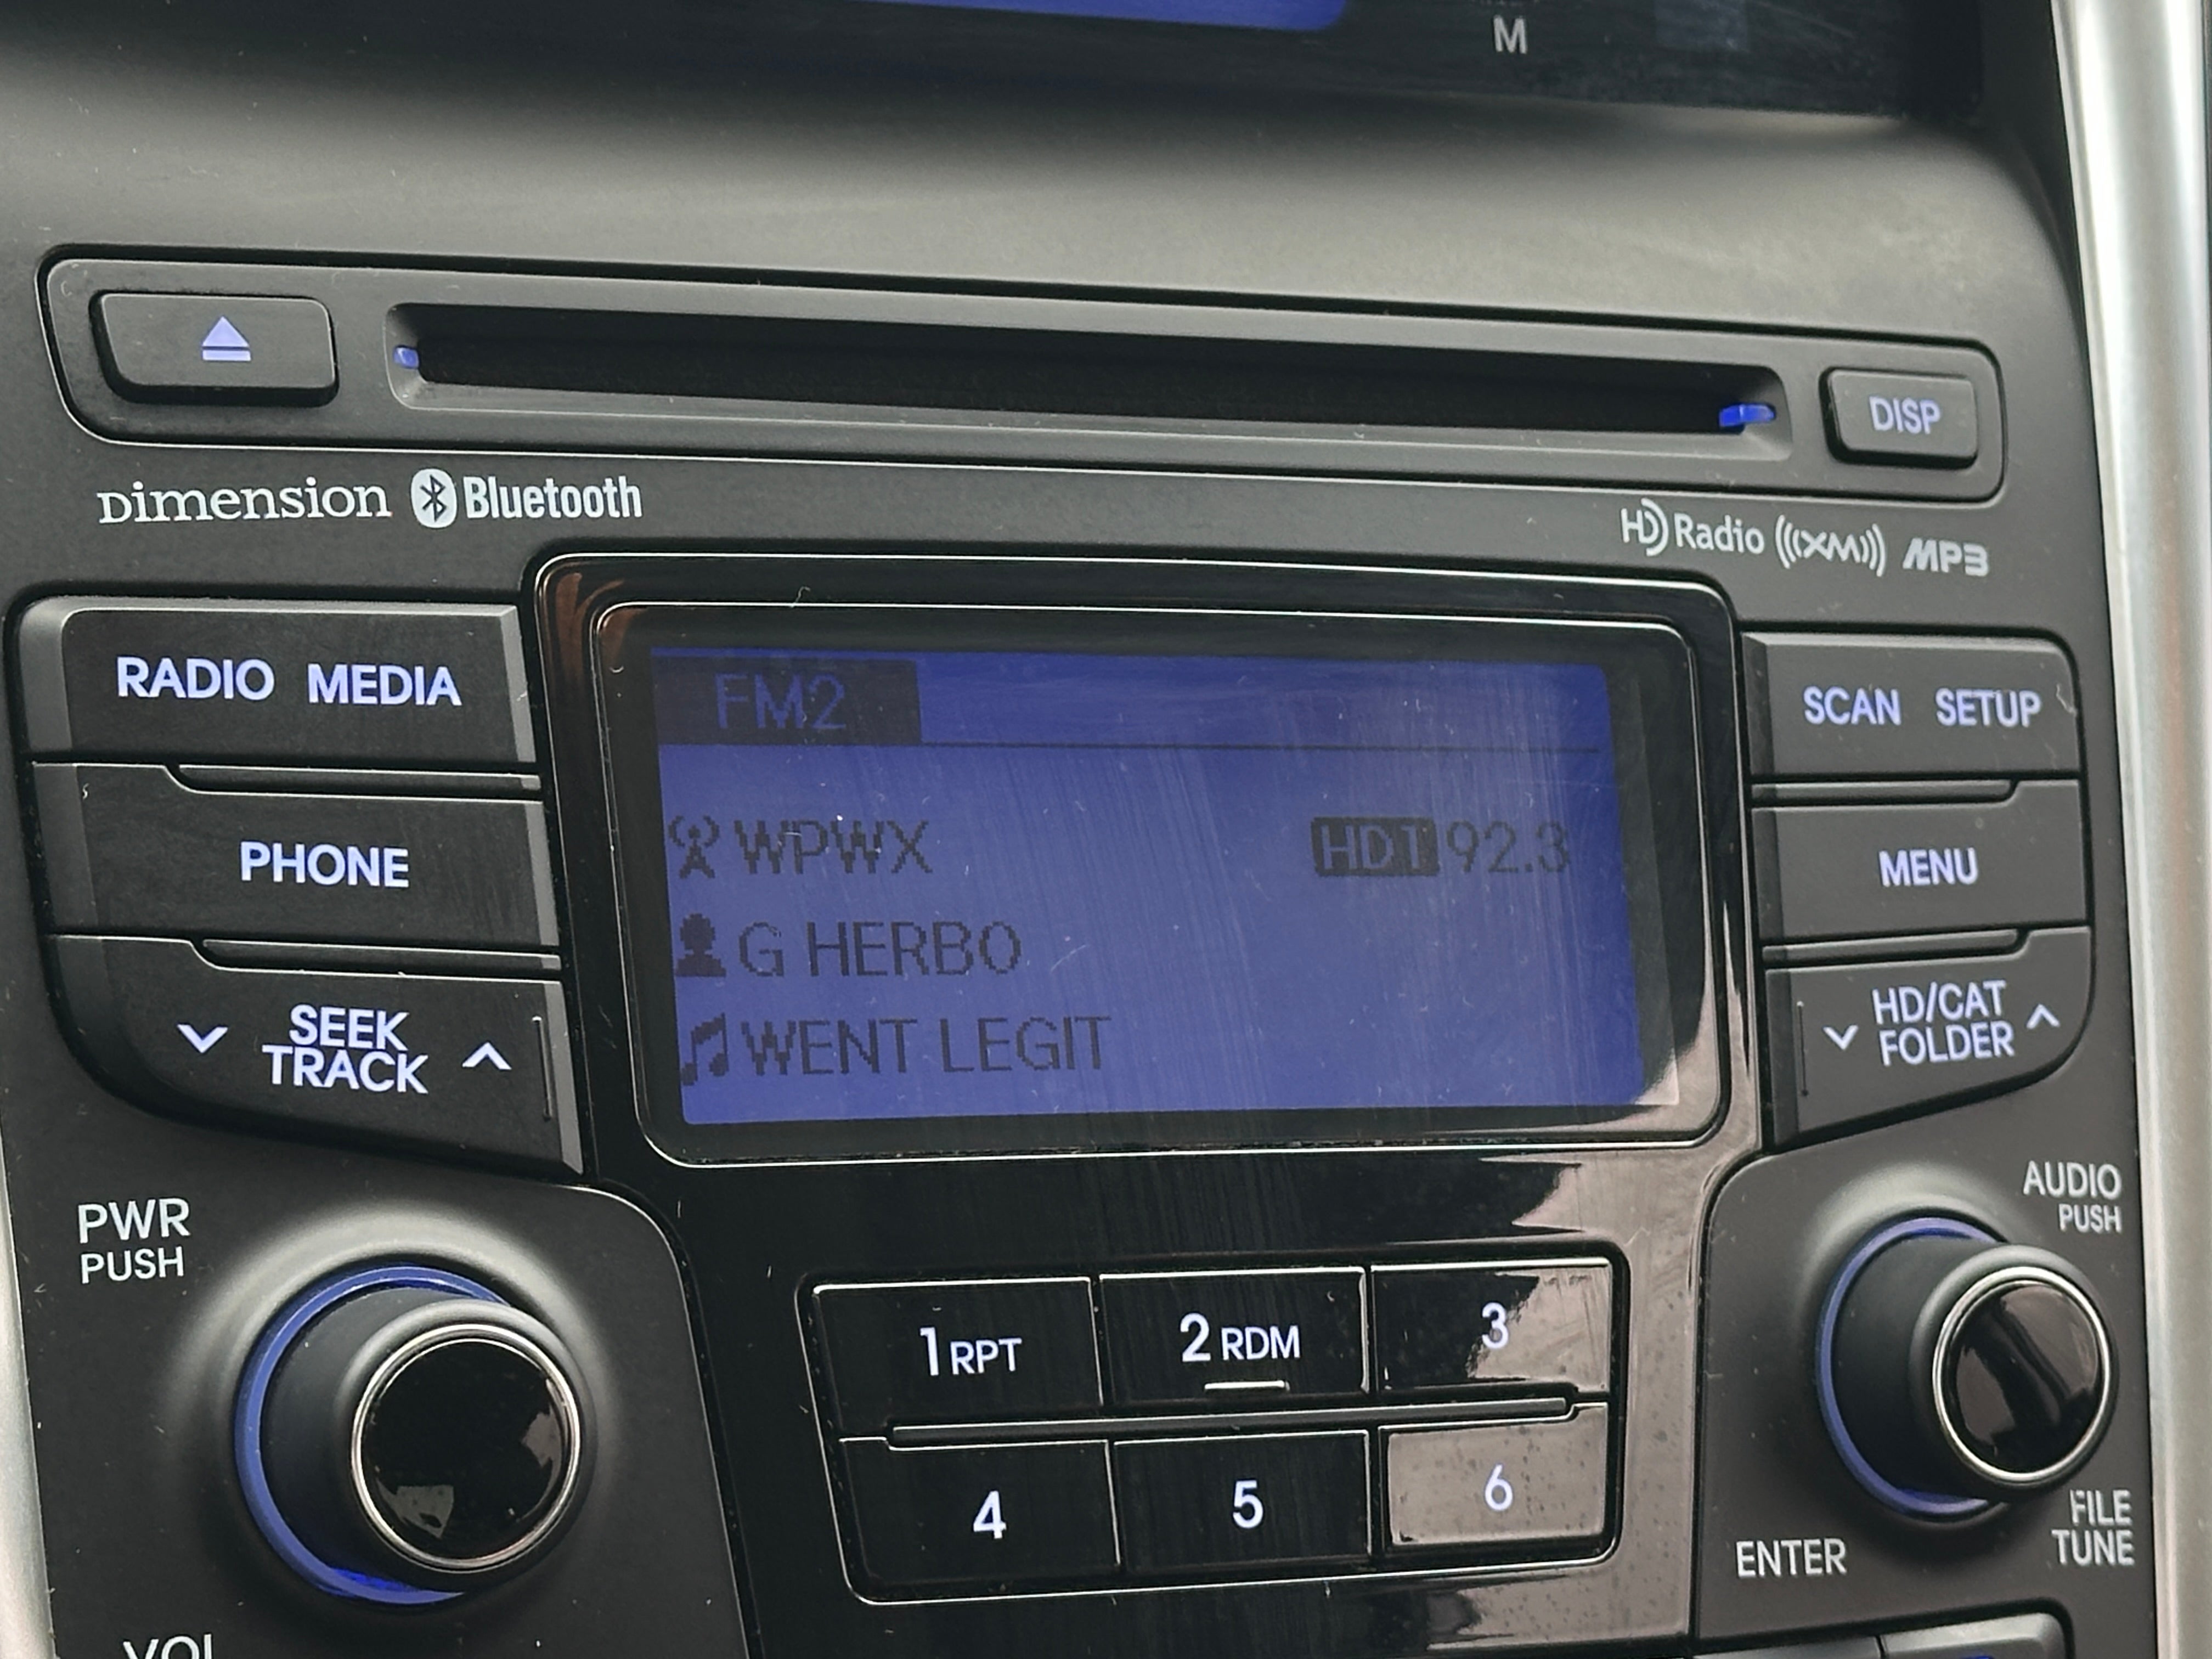 M
DISP
Dimension Bluetooth
HD Radio ((XM)) MP3
RADIO MEDIA
FM2
SCAN SETUP
PHONE
WPWX HD1 92.3
MENU
G HERBO
SEEK
TRACK
WENT LEGIT
HD/CAT
FOLDER
PWR
PUSH
AUDIO
PUSH
1 RPT
2 RDM
3
4
5
6
FILE
TUNE
ENTER
VOL